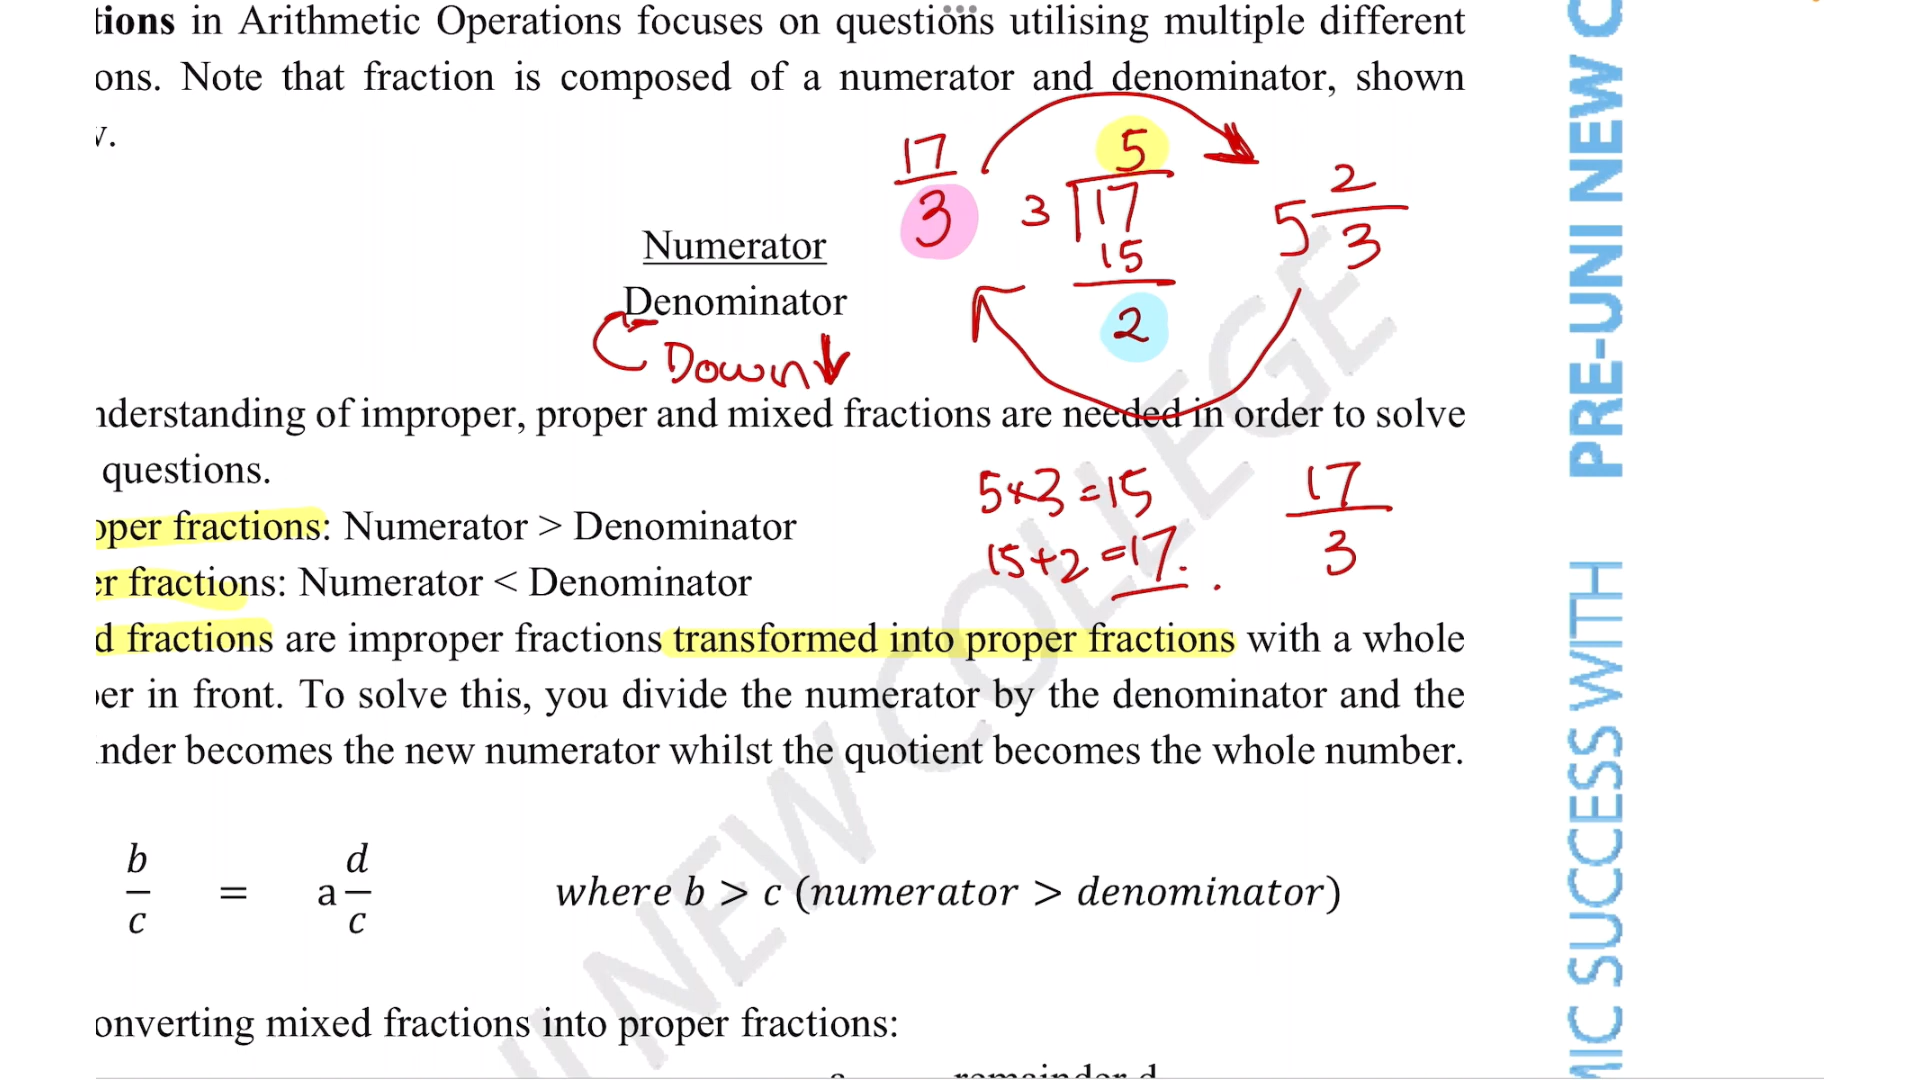 tions in Arithmetic Operations focuses on questions utilising multiple different
ons. Note that fraction is composed of a numerator and denominator, shown
17
3
5
3 17
15
2
5 2
3
Numerator
Denominator
Down
nderstanding of improper, proper and mixed fractions are needed in order to solve
questions.
5×3=15
15+2=17.
17
3
oper fractions: Numerator > Denominator
er fractions: Numerator < Denominator
d fractions are improper fractions transformed into proper fractions with a whole
er in front. To solve this, you divide the numerator by the denominator and the
nder becomes the new numerator whilst the quotient becomes the whole number.
b
c
=
a d
c
where b > c (numerator > denominator)
onverting mixed fractions into proper fractions:
remainder d
NEW COLLEGE
MIC SUCCESS WITH PRE-UNI NEW C